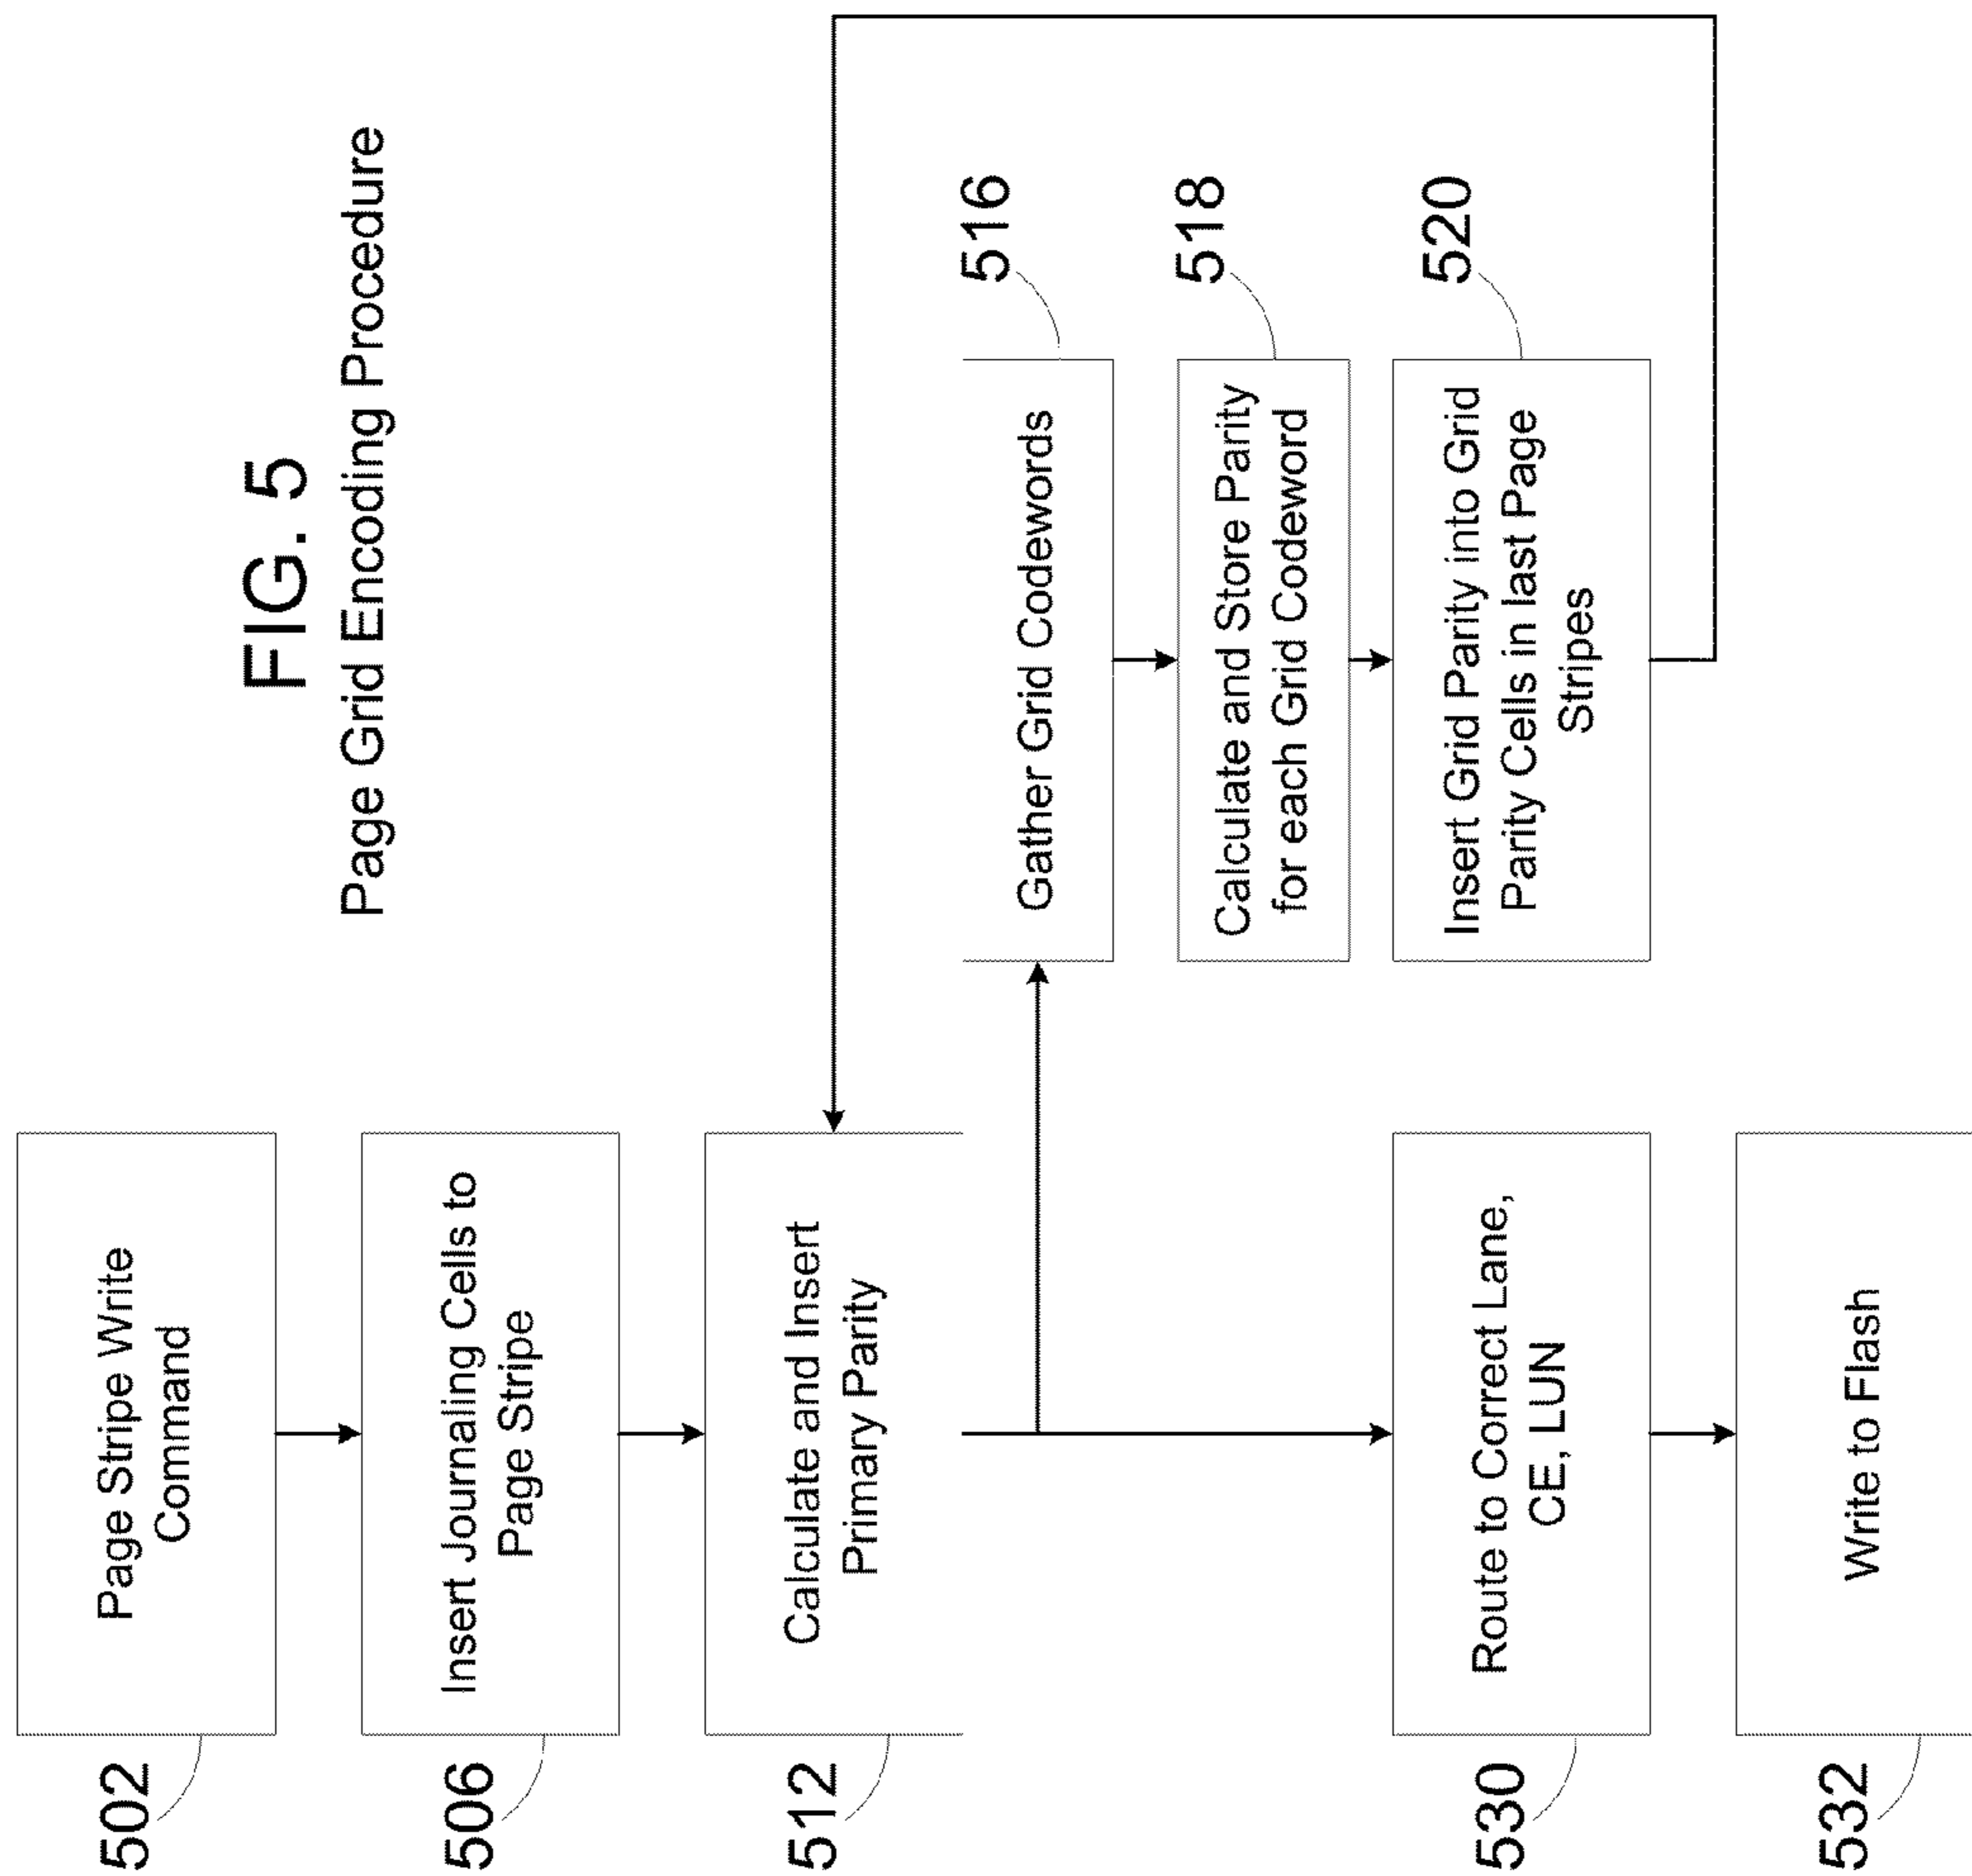 FIG. 5
Page Grid Encoding Procedure
502
Page Stripe Write
Command
506
Insert Journaling Cells to
Page Stripe
512
Calculate and Insert
Primary Parity
516
Gather Grid Codewords
518
Calculate and Store Parity
for each Grid Codeword
520
Insert Grid Parity into Grid
Parity Cells in last Page
Stripes
530
Route to Correct Lane,
CE, LUN
532
Write to Flash